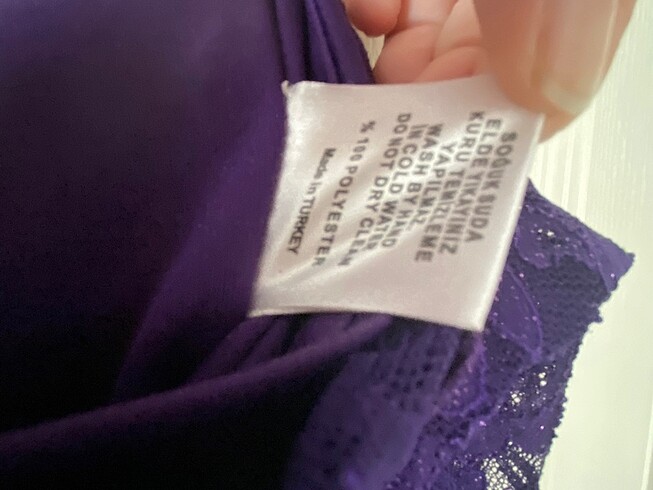 SOĞUK SUDA
ELDE YIKAYINIZ
KURU TEMİZLEME
YAPILMAZ
WASH BY HAND
IN COLD WATER
DO NOT DRY CLEAN
% 100 POLYESTER
Made in TURKEY